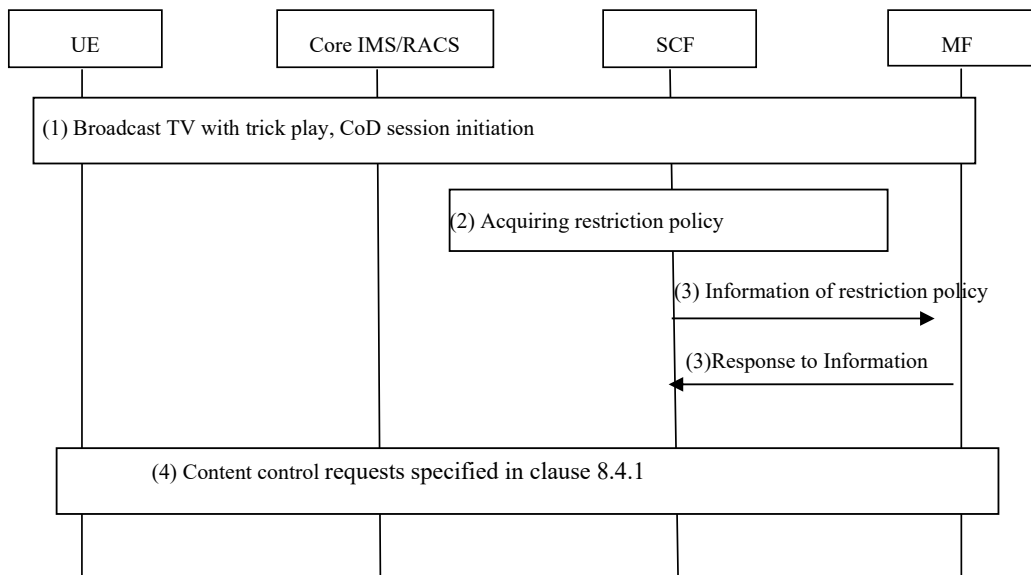 UE
Core IMS/RACS
SCF
MF
(1) Broadcast TV with trick play, CoD session initiation
(2) Acquiring restriction policy
(3) Information of restriction policy
(3)Response to Information
(4) Content control requests specified in clause 8.4.1